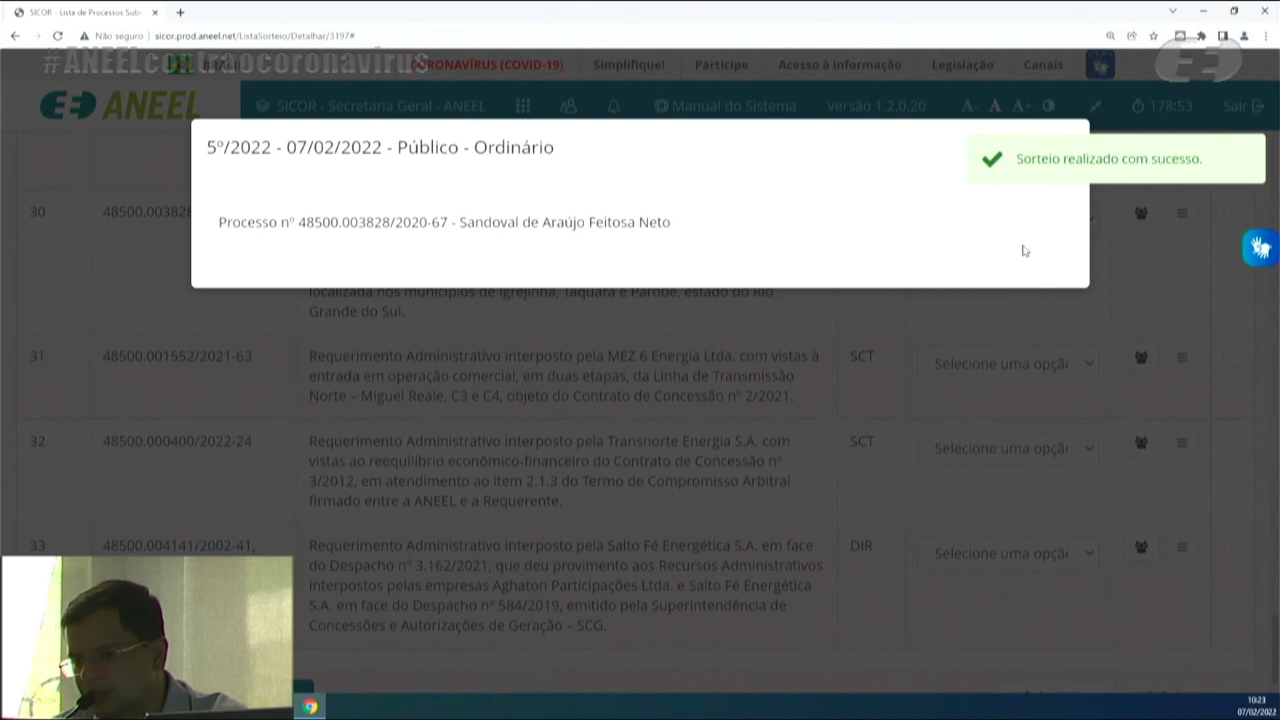 SICOR - Lista de Processos Sub
Não seguro | sicor.prod.aneel.net/ListaSorteio/Detalhar/3197#
#ANEELcontraocoronavirus
CORONAVÍRUS (COVID-19) Simplifique! Participe Acesso à informação Legislação Canais
ANEEL SICOR - Secretaria Geral - ANEEL Manual do Sistema Versão 1.2.0.20 A- A A+ 178:53 Sair
5º/2022 - 07/02/2022 - Público - Ordinário
Sorteio realizado com sucesso.
30 48500.003828
Processo nº 48500.003828/2020-67 - Sandoval de Araújo Feitosa Neto
localizada nos municípios de Igrejinha, Taquara e Parobé, estado do Rio
Grande do Sul.
31 48500.001552/2021-63 Requerimento Administrativo interposto pela MEZ 6 Energia Ltda. com vistas à SCT Selecione uma opçã
entrada em operação comercial, em duas etapas, da Linha de Transmissão
Norte – Miguel Reale, C3 e C4, objeto do Contrato de Concessão nº 2/2021.
32 48500.000400/2022-24 Requerimento Administrativo interposto pela Transnorte Energia S.A. com SCT Selecione uma opçã
vistas ao reequilíbrio econômico-financeiro do Contrato de Concessão nº
3/2012, em atendimento ao item 2.1.3 do Termo de Compromisso Arbitral
firmado entre a ANEEL e a Requerente.
33 48500.004141/2002-41, Requerimento Administrativo interposto pela Salto Fé Energética S.A. em face DIR Selecione uma opçã
do Despacho nº 3.162/2021, que deu provimento aos Recursos Administrativos
interpostos pelas empresas Aghaton Participações Ltda. e Salto Fé Energética
S.A. em face do Despacho nº 584/2019, emitido pela Superintendência de
Concessões e Autorizações de Geração – SCG.
10:23
07/02/2022